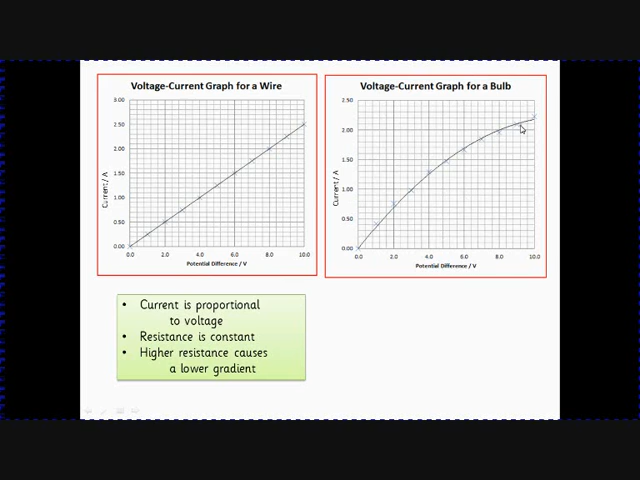 Voltage-Current Graph for a Wire
3.00
2.50
2.00
1.50
1.00
0.50
0.00
Current / A
0.0 2.0 4.0 6.0 8.0 10.0
Potential Difference / V
Voltage-Current Graph for a Bulb
2.50
2.00
1.50
1.00
0.50
0.00
Current / A
0.0 2.0 4.0 6.0 8.0 10.0
Potential Difference / V
• Current is proportional
to voltage
• Resistance is constant
• Higher resistance causes
a lower gradient